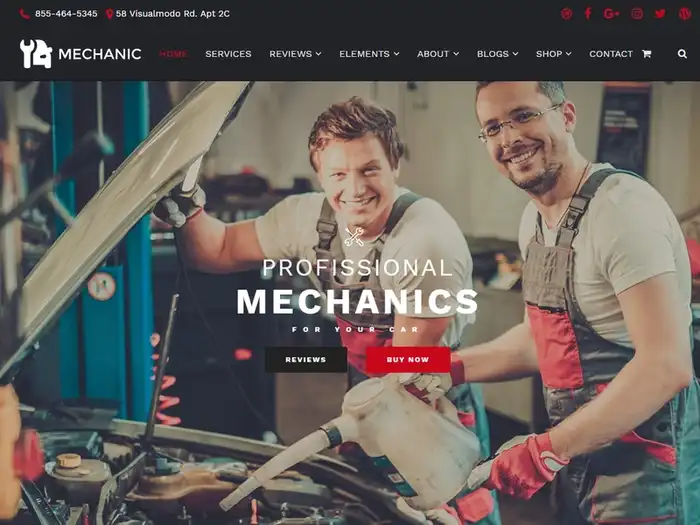 855-464-5345 58 Visualmodo Rd. Apt 2C
MECHANIC HOME SERVICES REVIEWS ELEMENTS ABOUT BLOGS SHOP CONTACT
PROFISSIONAL
MECHANICS
FOR YOUR CAR
REVIEWS BUY NOW